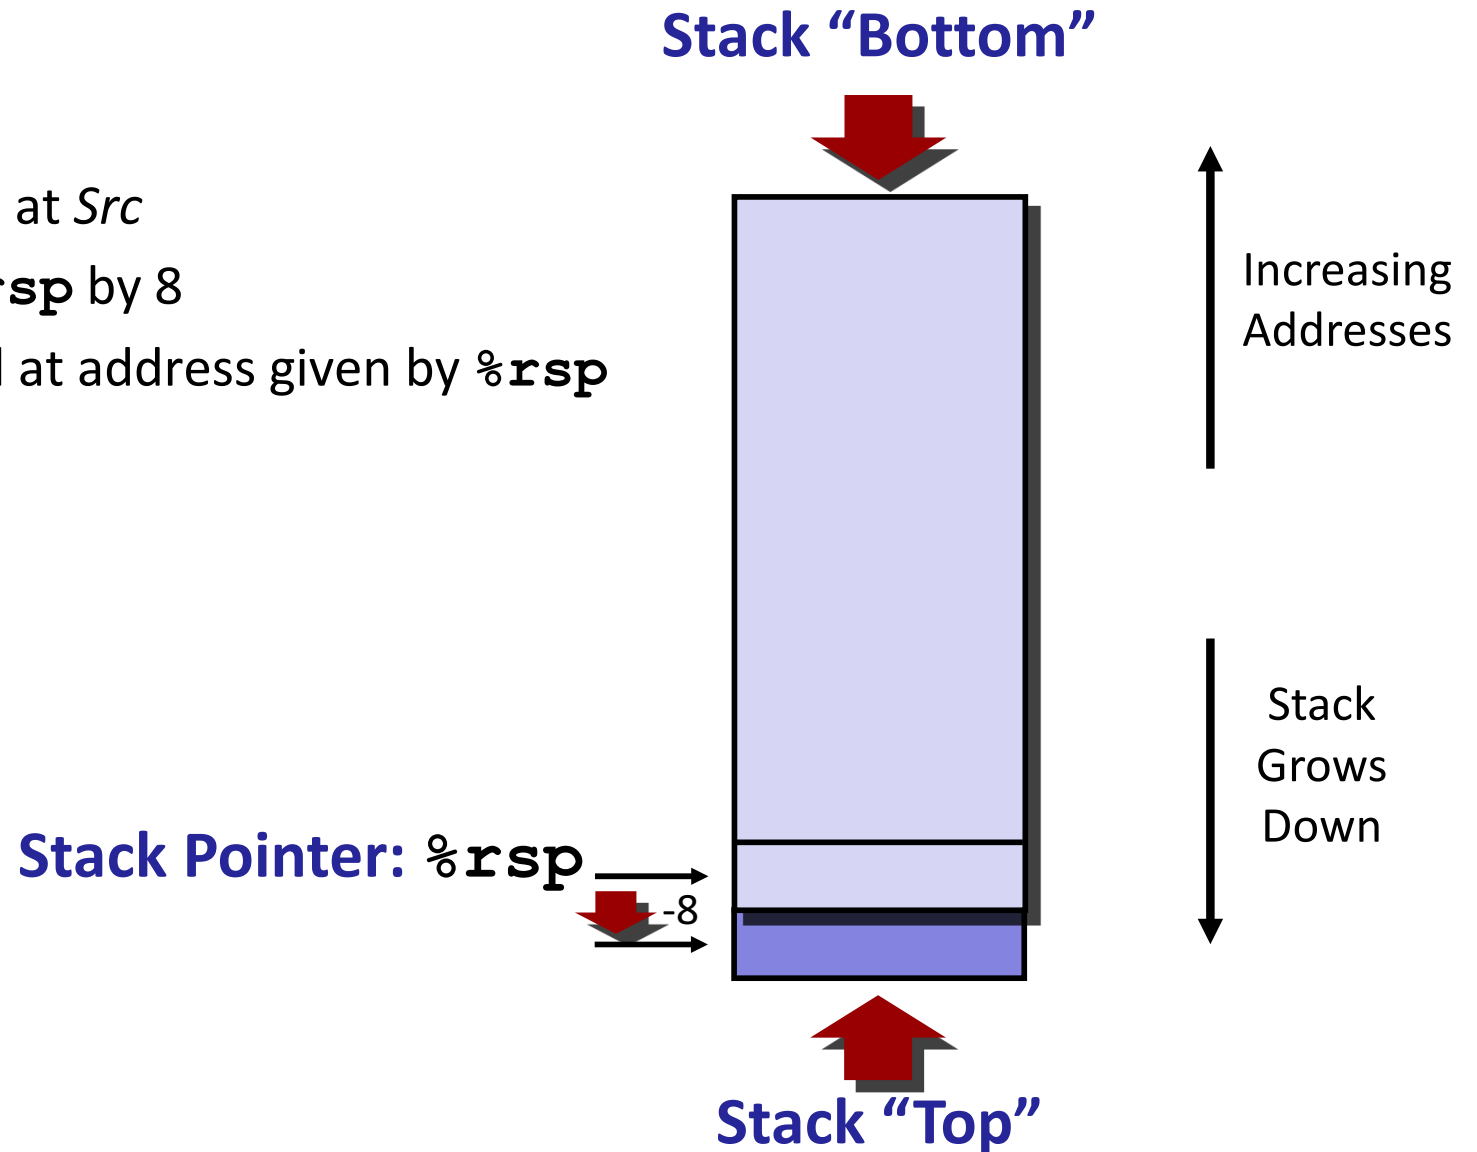 Stack “Bottom”
at Src
rsp by 8
at address given by %rsp
Increasing
Addresses
Stack
Grows
Down
Stack Pointer: %rsp
-8
Stack “Top”